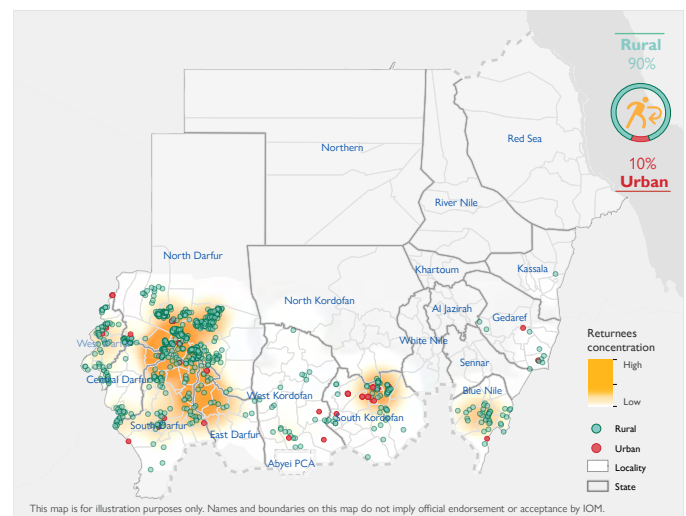 Rural
90%
10%
Urban
Red Sea
Northern
River Nile
North Darfur
Khartoum
Kassala
North Kordofan
Al Jazirah
Gedaref
White Nile
West Darfur
Sennar
Central Darfur
West Kordofan
Blue Nile
South Kordofan
South Darfur
East Darfur
Abyei PCA
Returnees
concentration
High
Low
Rural
Urban
Locality
State
This map is for illustration purposes only. Names and boundaries on this map do not imply official endorsement or acceptance by IOM.